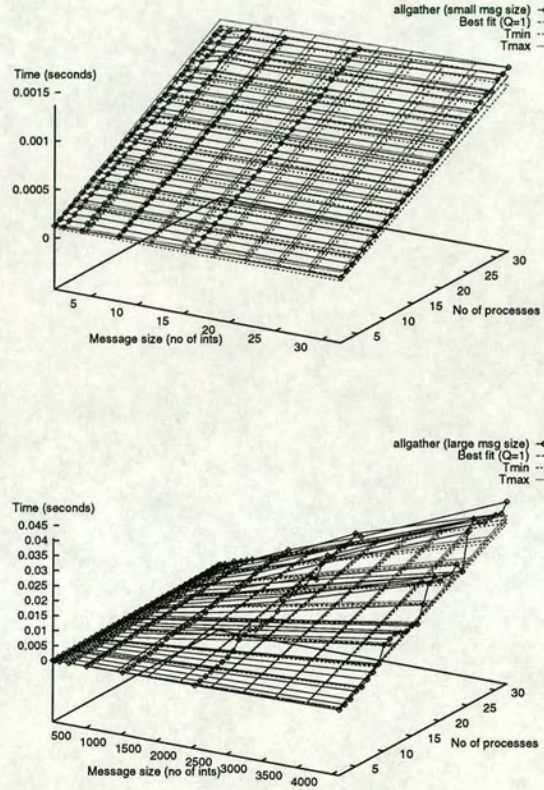 allgather (small msg size)
Best fit (Q=1)
Tmin
Tmax
Time (seconds)
0.0015
0.001
0.0005
0
5
10
15
20
25
30
Message size (no of ints)
5
10
15
20
25
30
No of processes
allgather (large msg size)
Best fit (Q=1)
Tmin
Tmax
Time (seconds)
0.045
0.04
0.035
0.03
0.025
0.02
0.015
0.01
0.005
0
500
1000
1500
2000
2500
3000
3500
4000
Message size (no of ints)
5
10
15
20
25
30
No of processes